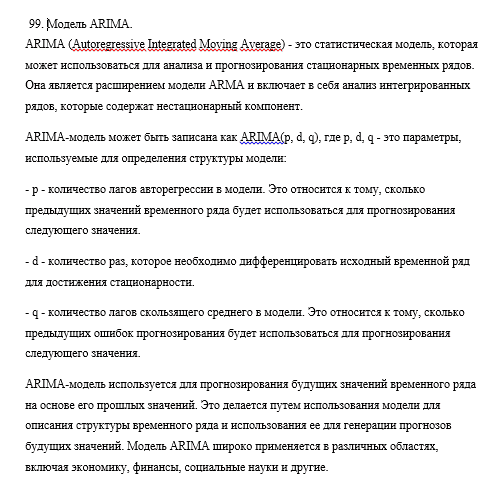 99. Модель ARIMA.
ARIMA (Autoregressive Integrated Moving Average) - это статистическая модель, которая
может использоваться для анализа и прогнозирования стационарных временных рядов.
Она является расширением модели ARMA и включает в себя анализ интегрированных
рядов, которые содержат нестационарный компонент.
ARIMA-модель может быть записана как ARIMA(p, d, q), где p, d, q - это параметры,
используемые для определения структуры модели:
- p - количество лагов авторегрессии в модели. Это относится к тому, сколько
предыдущих значений временного ряда будет использоваться для прогнозирования
следующего значения.
- d - количество раз, которое необходимо дифференцировать исходный временной ряд
для достижения стационарности.
- q - количество лагов скользящего среднего в модели. Это относится к тому, сколько
предыдущих ошибок прогнозирования будет использоваться для прогнозирования
следующего значения.
ARIMA-модель используется для прогнозирования будущих значений временного ряда
на основе его прошлых значений. Это делается путем использования модели для
описания структуры временного ряда и использования ее для генерации прогнозов
будущих значений. Модель ARIMA широко применяется в различных областях,
включая экономику, финансы, социальные науки и другие.